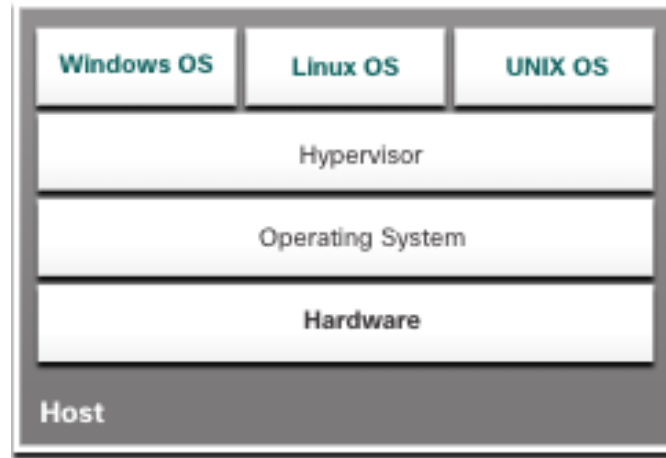 Windows OS Linux OS UNIX OS
Hypervisor
Operating System
Hardware
Host